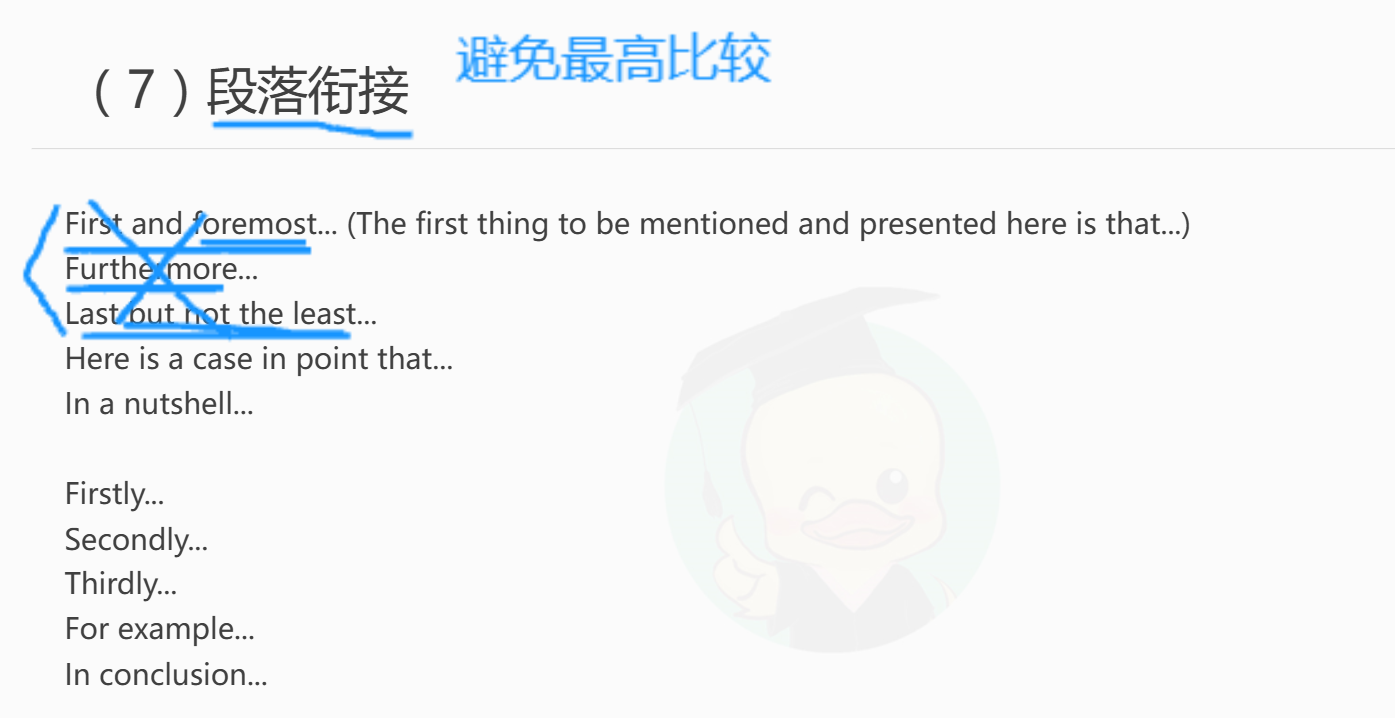 （7）段落衔接 避免最高比较
First and foremost... (The first thing to be mentioned and presented here is that...)
Furthermore...
Last but not the least...
Here is a case in point that...
In a nutshell...
Firstly...
Secondly...
Thirdly...
For example...
In conclusion...